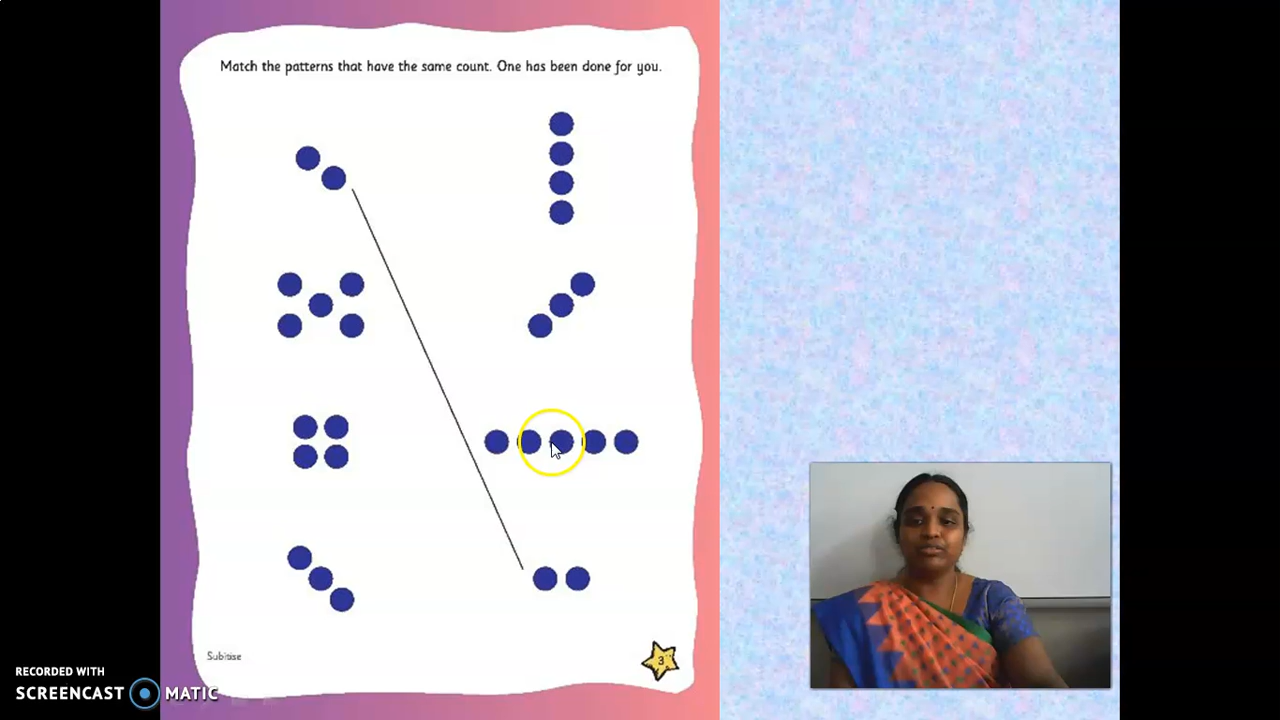 Match the patterns that have the same count. One has been done for you.
Subitise
3
RECORDED WITH
SCREENCAST MATIC